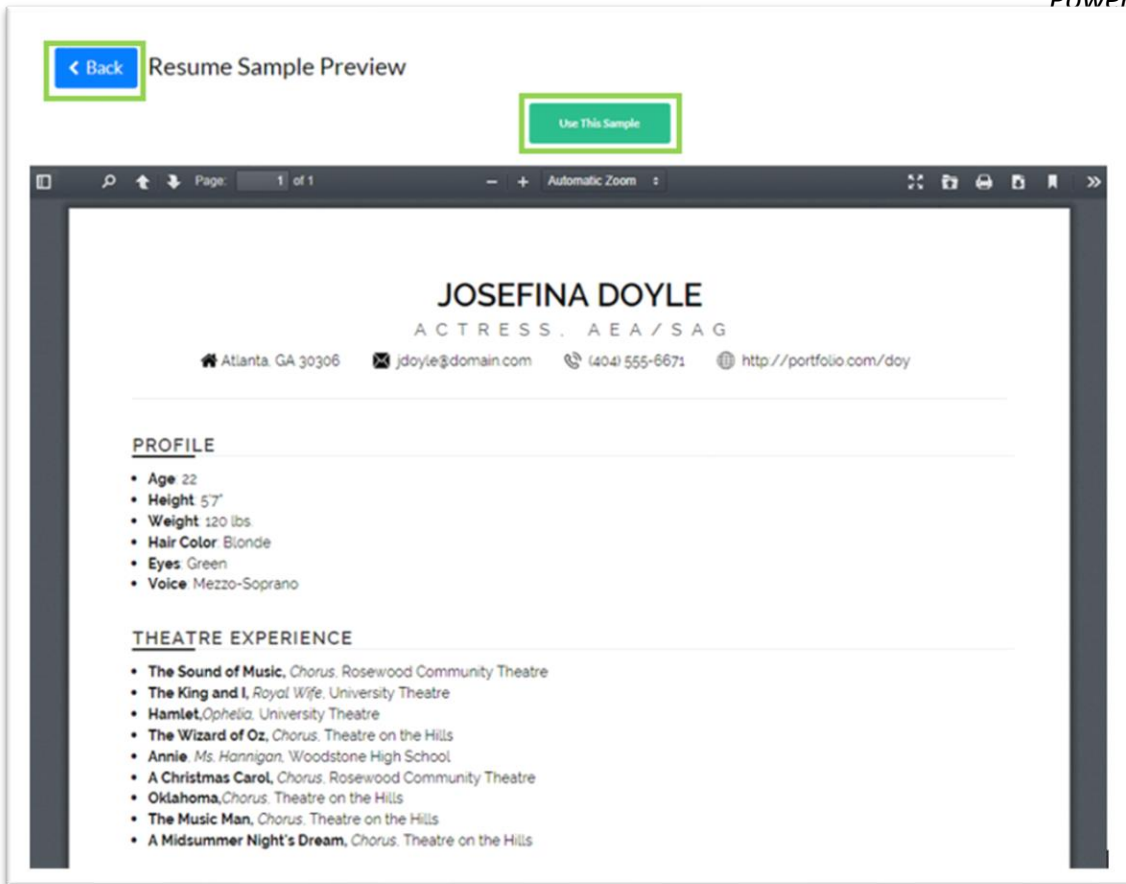 Back Resume Sample Preview
Use This Sample
Page: 1 of 1 Automatic Zoom
JOSEFINA DOYLE
ACTRESS, AEA/SAG
Atlanta, GA 30306 jdoyle@domain.com (404) 555-6671 http://portfolio.com/doy
PROFILE
• Age: 22
• Height: 5'7"
• Weight: 120 lbs.
• Hair Color: Blonde
• Eyes: Green
• Voice: Mezzo-Soprano
THEATRE EXPERIENCE
• The Sound of Music, Chorus, Rosewood Community Theatre
• The King and I, Royal Wife, University Theatre
• Hamlet,Ophelia, University Theatre
• The Wizard of Oz, Chorus, Theatre on the Hills
• Annie, Ms. Hannigan, Woodstone High School
• A Christmas Carol, Chorus, Rosewood Community Theatre
• Oklahoma,Chorus, Theatre on the Hills
• The Music Man, Chorus, Theatre on the Hills
• A Midsummer Night's Dream, Chorus, Theatre on the Hills